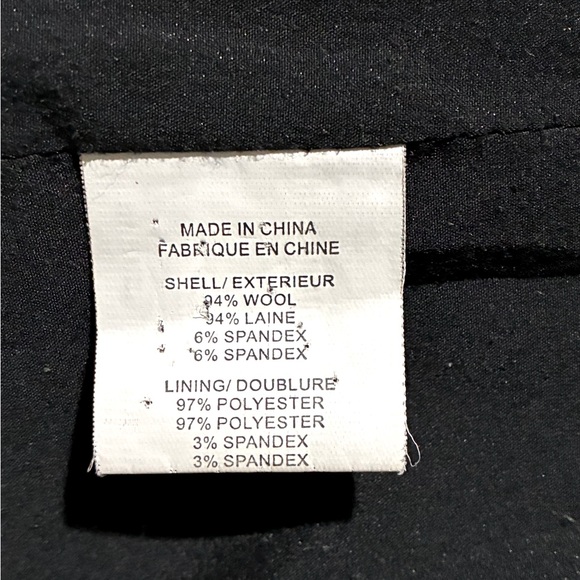 MADE IN CHINA
FABRIQUE EN CHINE
SHELL/ EXTERIEUR
94% WOOL
94% LAINE
6% SPANDEX
6% SPANDEX
LINING/ DOUBLURE
97% POLYESTER
97% POLYESTER
3% SPANDEX
3% SPANDEX